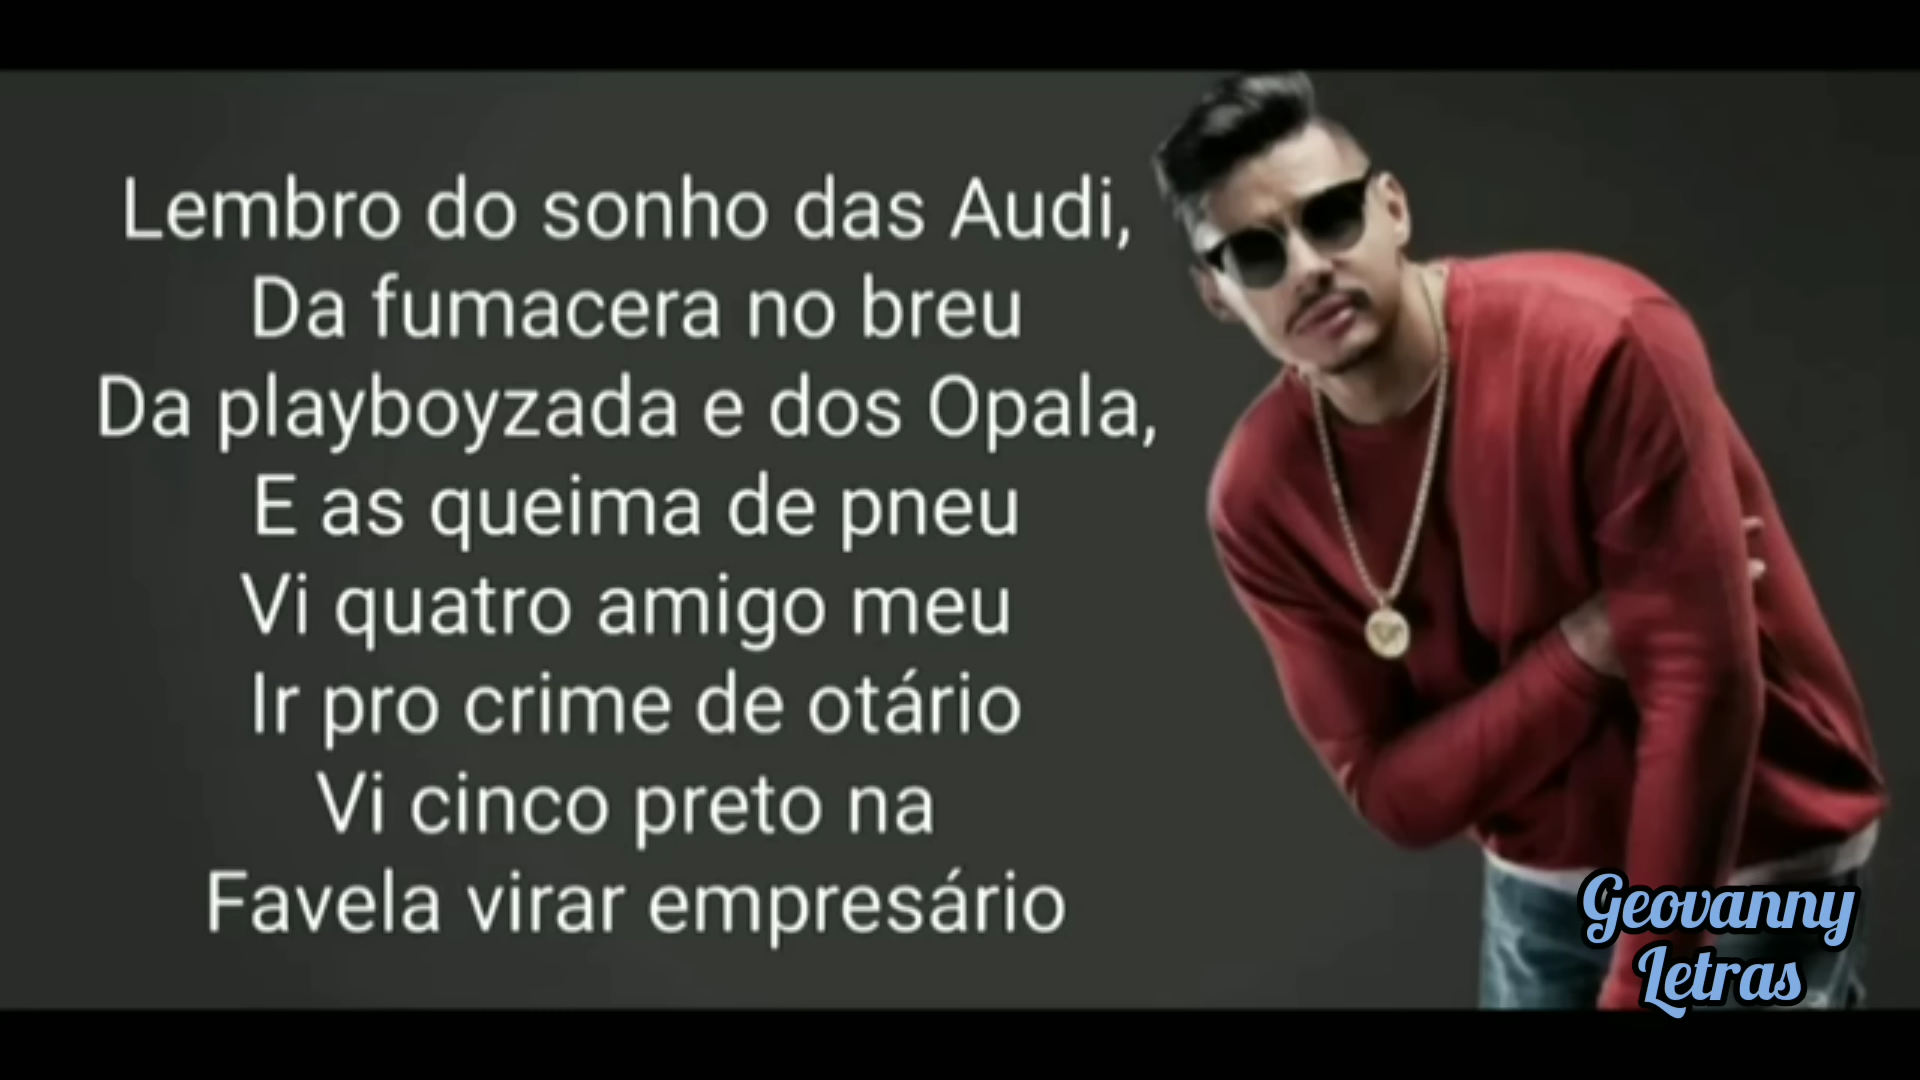 Lembro do sonho das Audi,
Da fumacera no breu
Da playboyzada e dos Opala,
E as queima de pneu
Vi quatro amigo meu
Ir pro crime de otário
Vi cinco preto na
Favela virar empresário
Geovanny
Letras